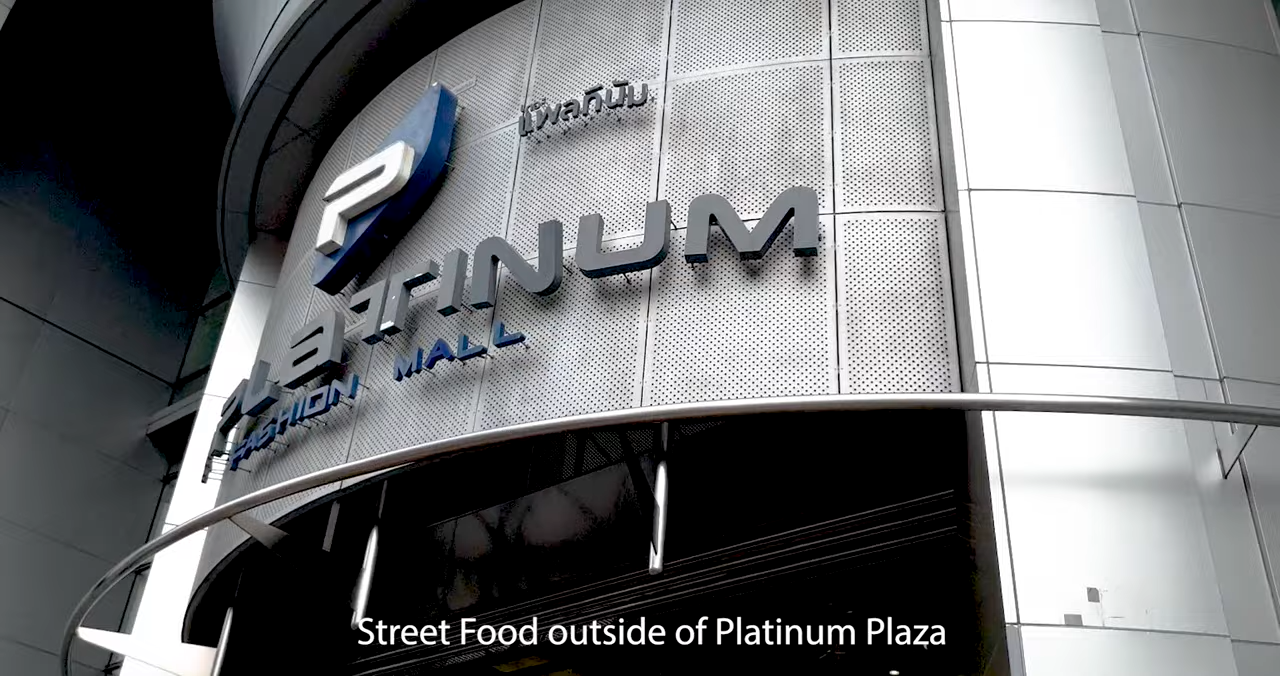 แพลทินัม
PLATINUM
FASHION MALL
Street Food outside of Platinum Plaza